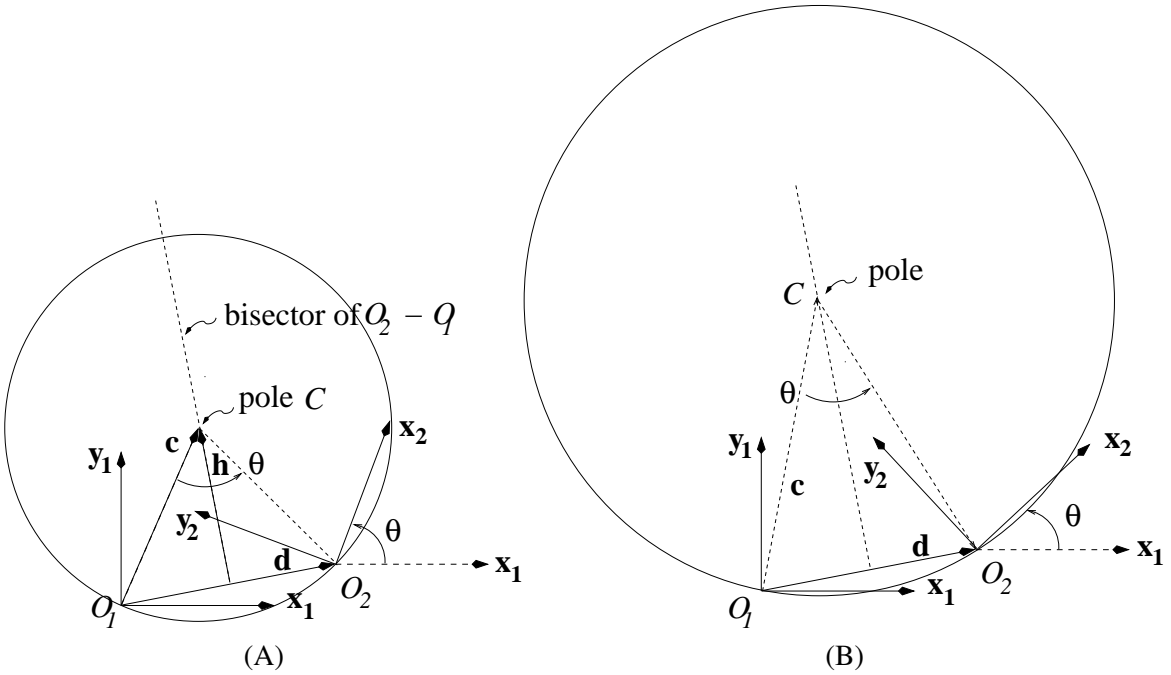 bisector of O₂ – O₁
pole C
c
h
θ
x₂
y₁
y₂
d
θ
x₁
O₁
x₁
O₂
(A)
C
pole
θ
y₁
x₂
c
y₂
θ
d
x₁
O₁
x₁
O₂
(B)